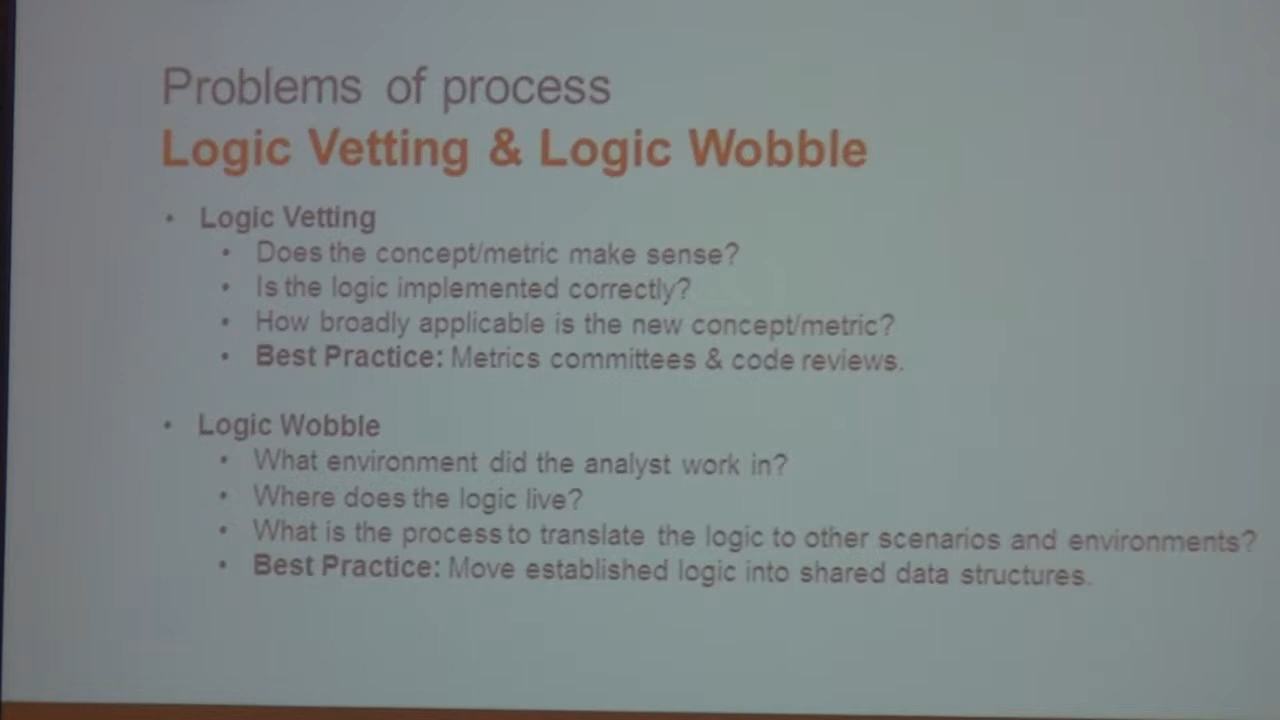 Problems of process
Logic Vetting & Logic Wobble
• Logic Vetting
• Does the concept/metric make sense?
• Is the logic implemented correctly?
• How broadly applicable is the new concept/metric?
• Best Practice: Metrics committees & code reviews.
• Logic Wobble
• What environment did the analyst work in?
• Where does the logic live?
• What is the process to translate the logic to other scenarios and environments?
• Best Practice: Move established logic into shared data structures.